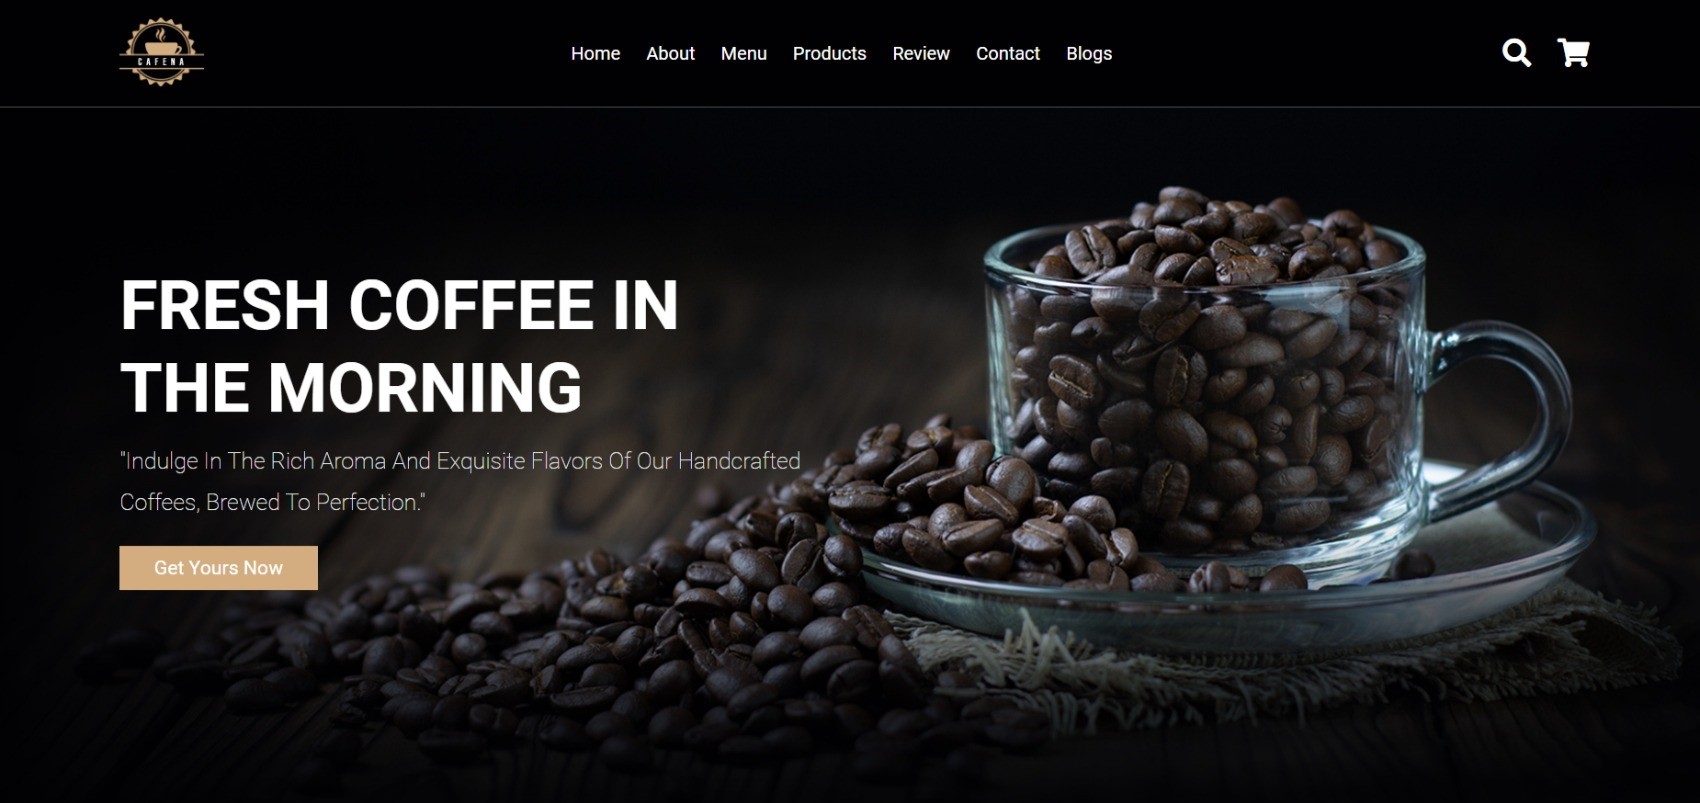 CAFENA
Home About Menu Products Review Contact Blogs
FRESH COFFEE IN
THE MORNING
"Indulge In The Rich Aroma And Exquisite Flavors Of Our Handcrafted
Coffees, Brewed To Perfection."
Get Yours Now